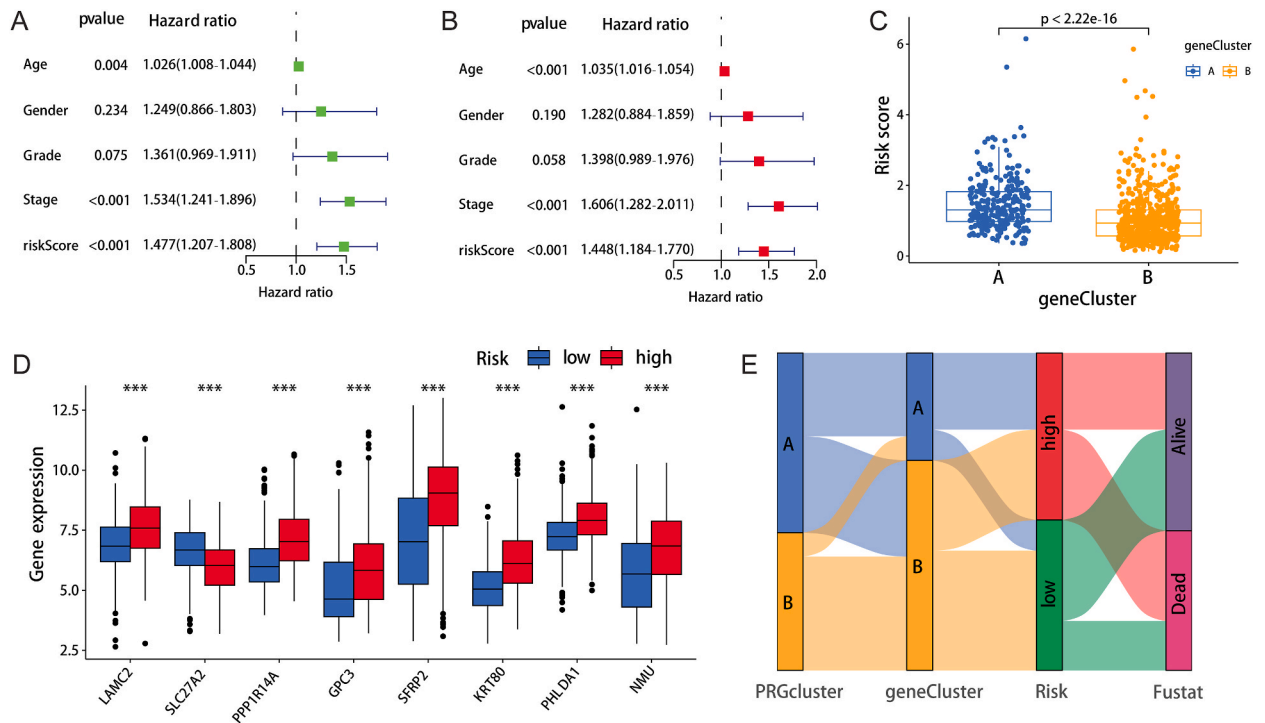 A
pvalue Hazard ratio
Age 0.004 1.026(1.008-1.044)
Gender 0.234 1.249(0.866-1.803)
Grade 0.075 1.361(0.969-1.911)
Stage <0.001 1.534(1.241-1.896)
riskScore <0.001 1.477(1.207-1.808)
0.5 1.0 1.5
Hazard ratio
B
pvalue Hazard ratio
Age <0.001 1.035(1.016-1.054)
Gender 0.190 1.282(0.884-1.859)
Grade 0.058 1.398(0.989-1.976)
Stage <0.001 1.606(1.282-2.011)
riskScore <0.001 1.448(1.184-1.770)
0.5 1.0 1.5 2.0
Hazard ratio
C
p < 2.22e-16
geneCluster
A B
Risk score
6
4
2
0
A B
geneCluster
D
Risk low high
*** *** *** *** *** *** *** ***
Gene expression
12.5
10.0
7.5
5.0
2.5
LAMC2 SLC27A2 PPP1R14A GPC3 SFRP2 KRT80 PHLDA1 NMU
E
A A high Alive
B B low Dead
PRGcluster geneCluster Risk Fustat